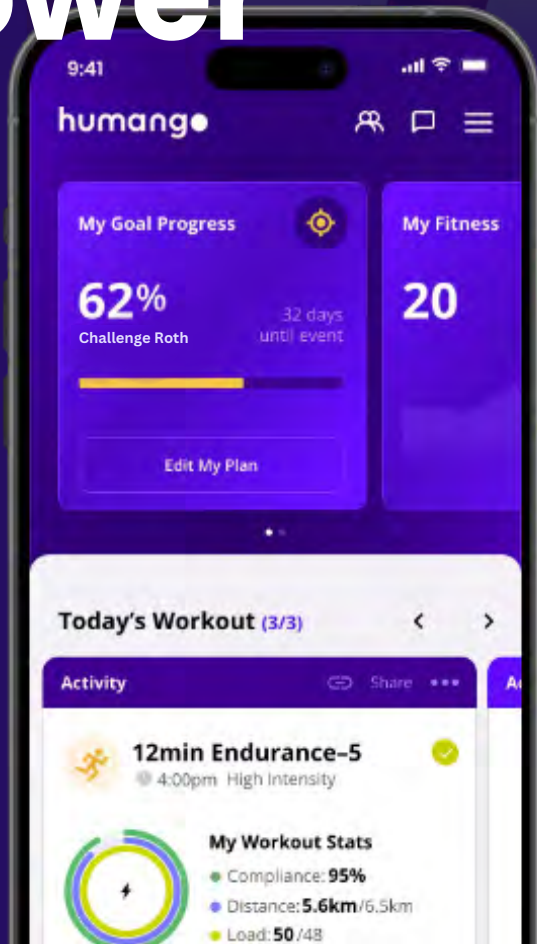 9:41
humango
My Goal Progress
62%
Challenge Roth
32 days
until event
Edit My Plan
My Fitness
20
Today's Workout (3/3)
Activity
Share
12min Endurance–5
4:00pm High Intensity
My Workout Stats
Compliance: 95%
Distance: 5.6km/6.5km
Load: 50/48